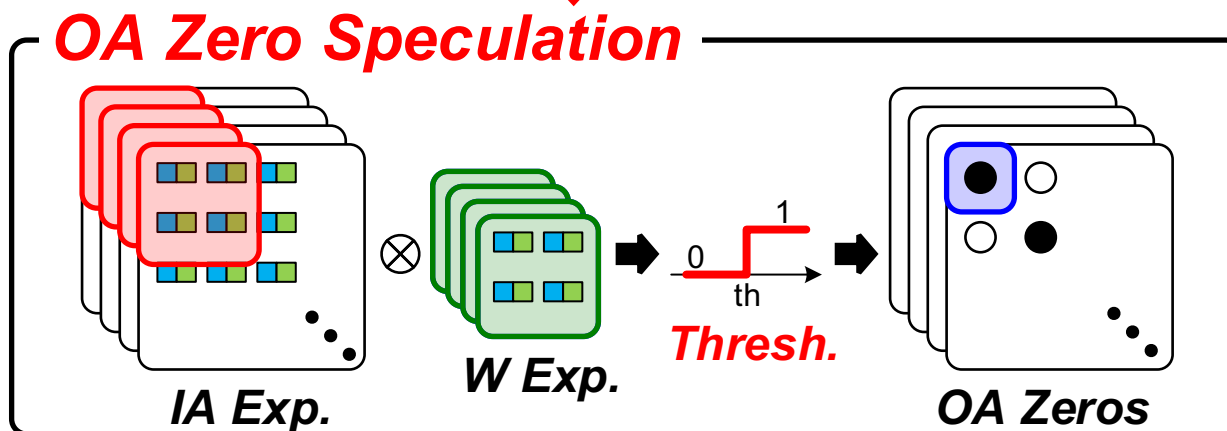 OA Zero Speculation
0
1
th
Thresh.
IA Exp.
W Exp.
OA Zeros